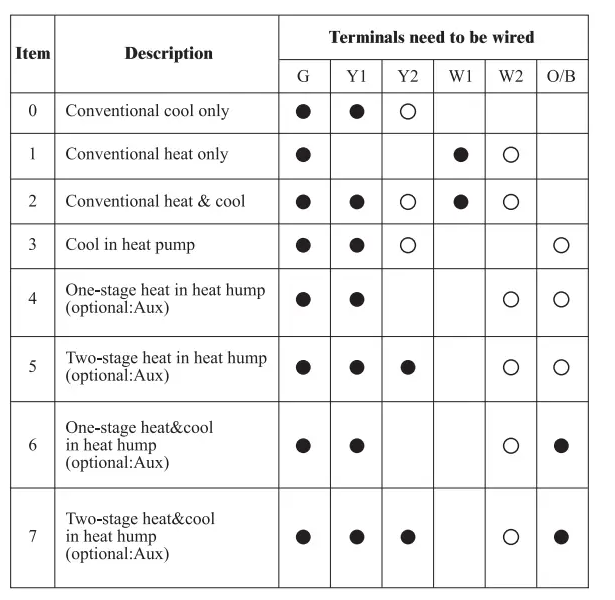 Item Description Terminals need to be wired
G Y1 Y2 W1 W2 O/B
0 Conventional cool only ● ● ○
1 Conventional heat only ● ● ○
2 Conventional heat & cool ● ● ○ ● ○
3 Cool in heat pump ● ● ○ ○
4 One-stage heat in heat hump
(optional:Aux) ● ● ○ ○
5 Two-stage heat in heat hump
(optional:Aux) ● ● ● ○ ○
6 One-stage heat&cool
in heat hump
(optional:Aux) ● ● ○ ●
7 Two-stage heat&cool
in heat hump
(optional:Aux) ● ● ● ○ ●